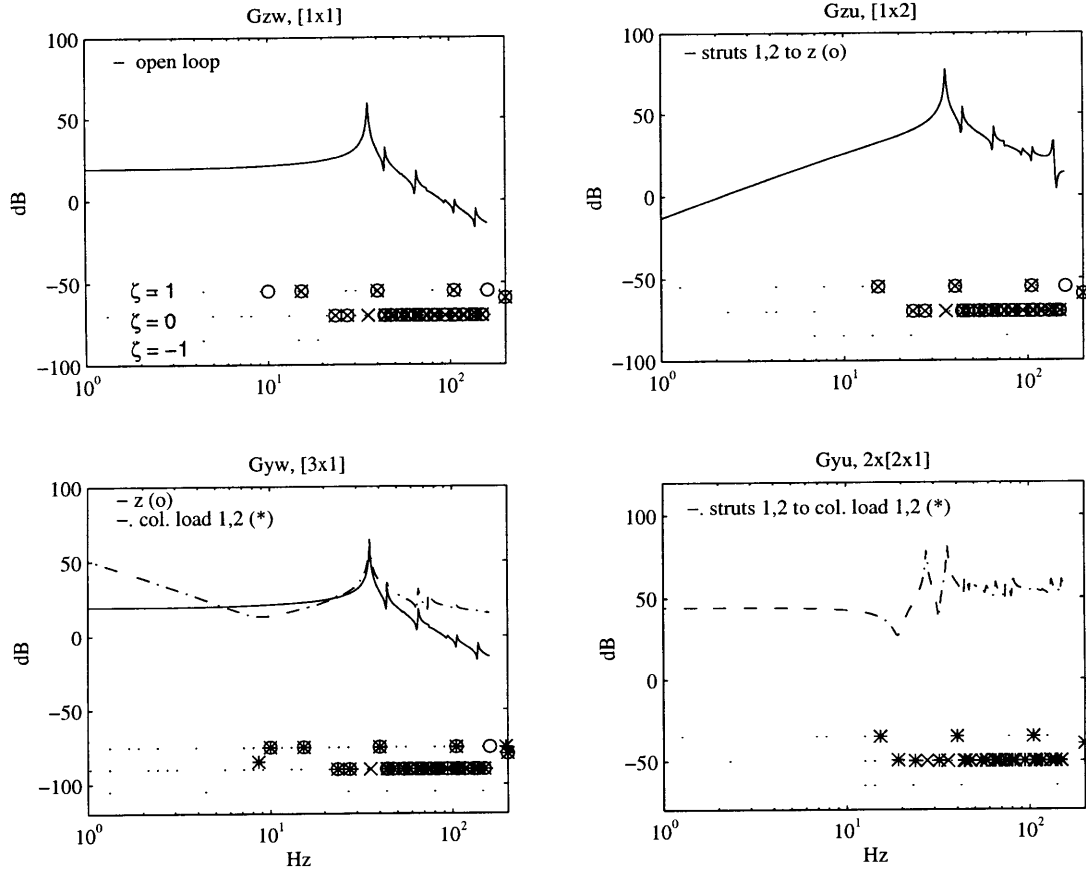 Gzw, [1x1]
100
50
0
−50
−100
dB
− open loop
ζ = 1
ζ = 0
ζ = −1
10^0
10^1
10^2
Gzu, [1x2]
100
50
0
−50
−100
dB
− struts 1,2 to z (o)
10^0
10^1
10^2
Gyw, [3x1]
100
50
0
−50
−100
dB
− z (o)
−. col. load 1,2 (*)
10^0
10^1
10^2
Hz
Gyu, 2x[2x1]
100
50
0
−50
dB
−. struts 1,2 to col. load 1,2 (*)
10^0
10^1
10^2
Hz